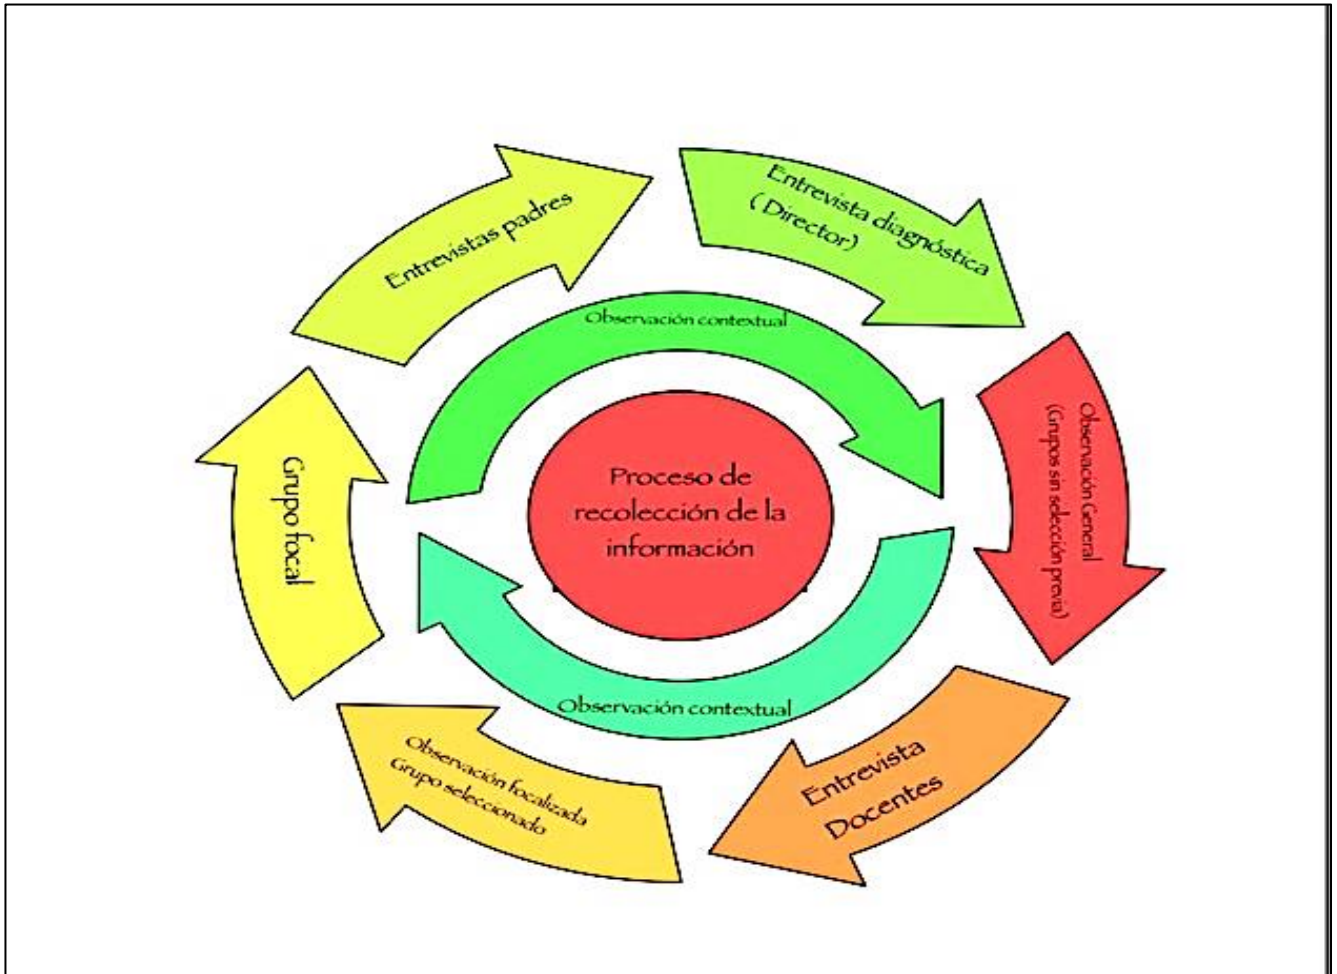 Entrevista diagnóstica
( Director)
Observación General
(Grupos sin selección previa)
Entrevista
Docentes
Observación focalizada
Grupo seleccionado
Grupo focal
Entrevistas padres
Observación contextual
Proceso de
recolección de la
información
Observación contextual